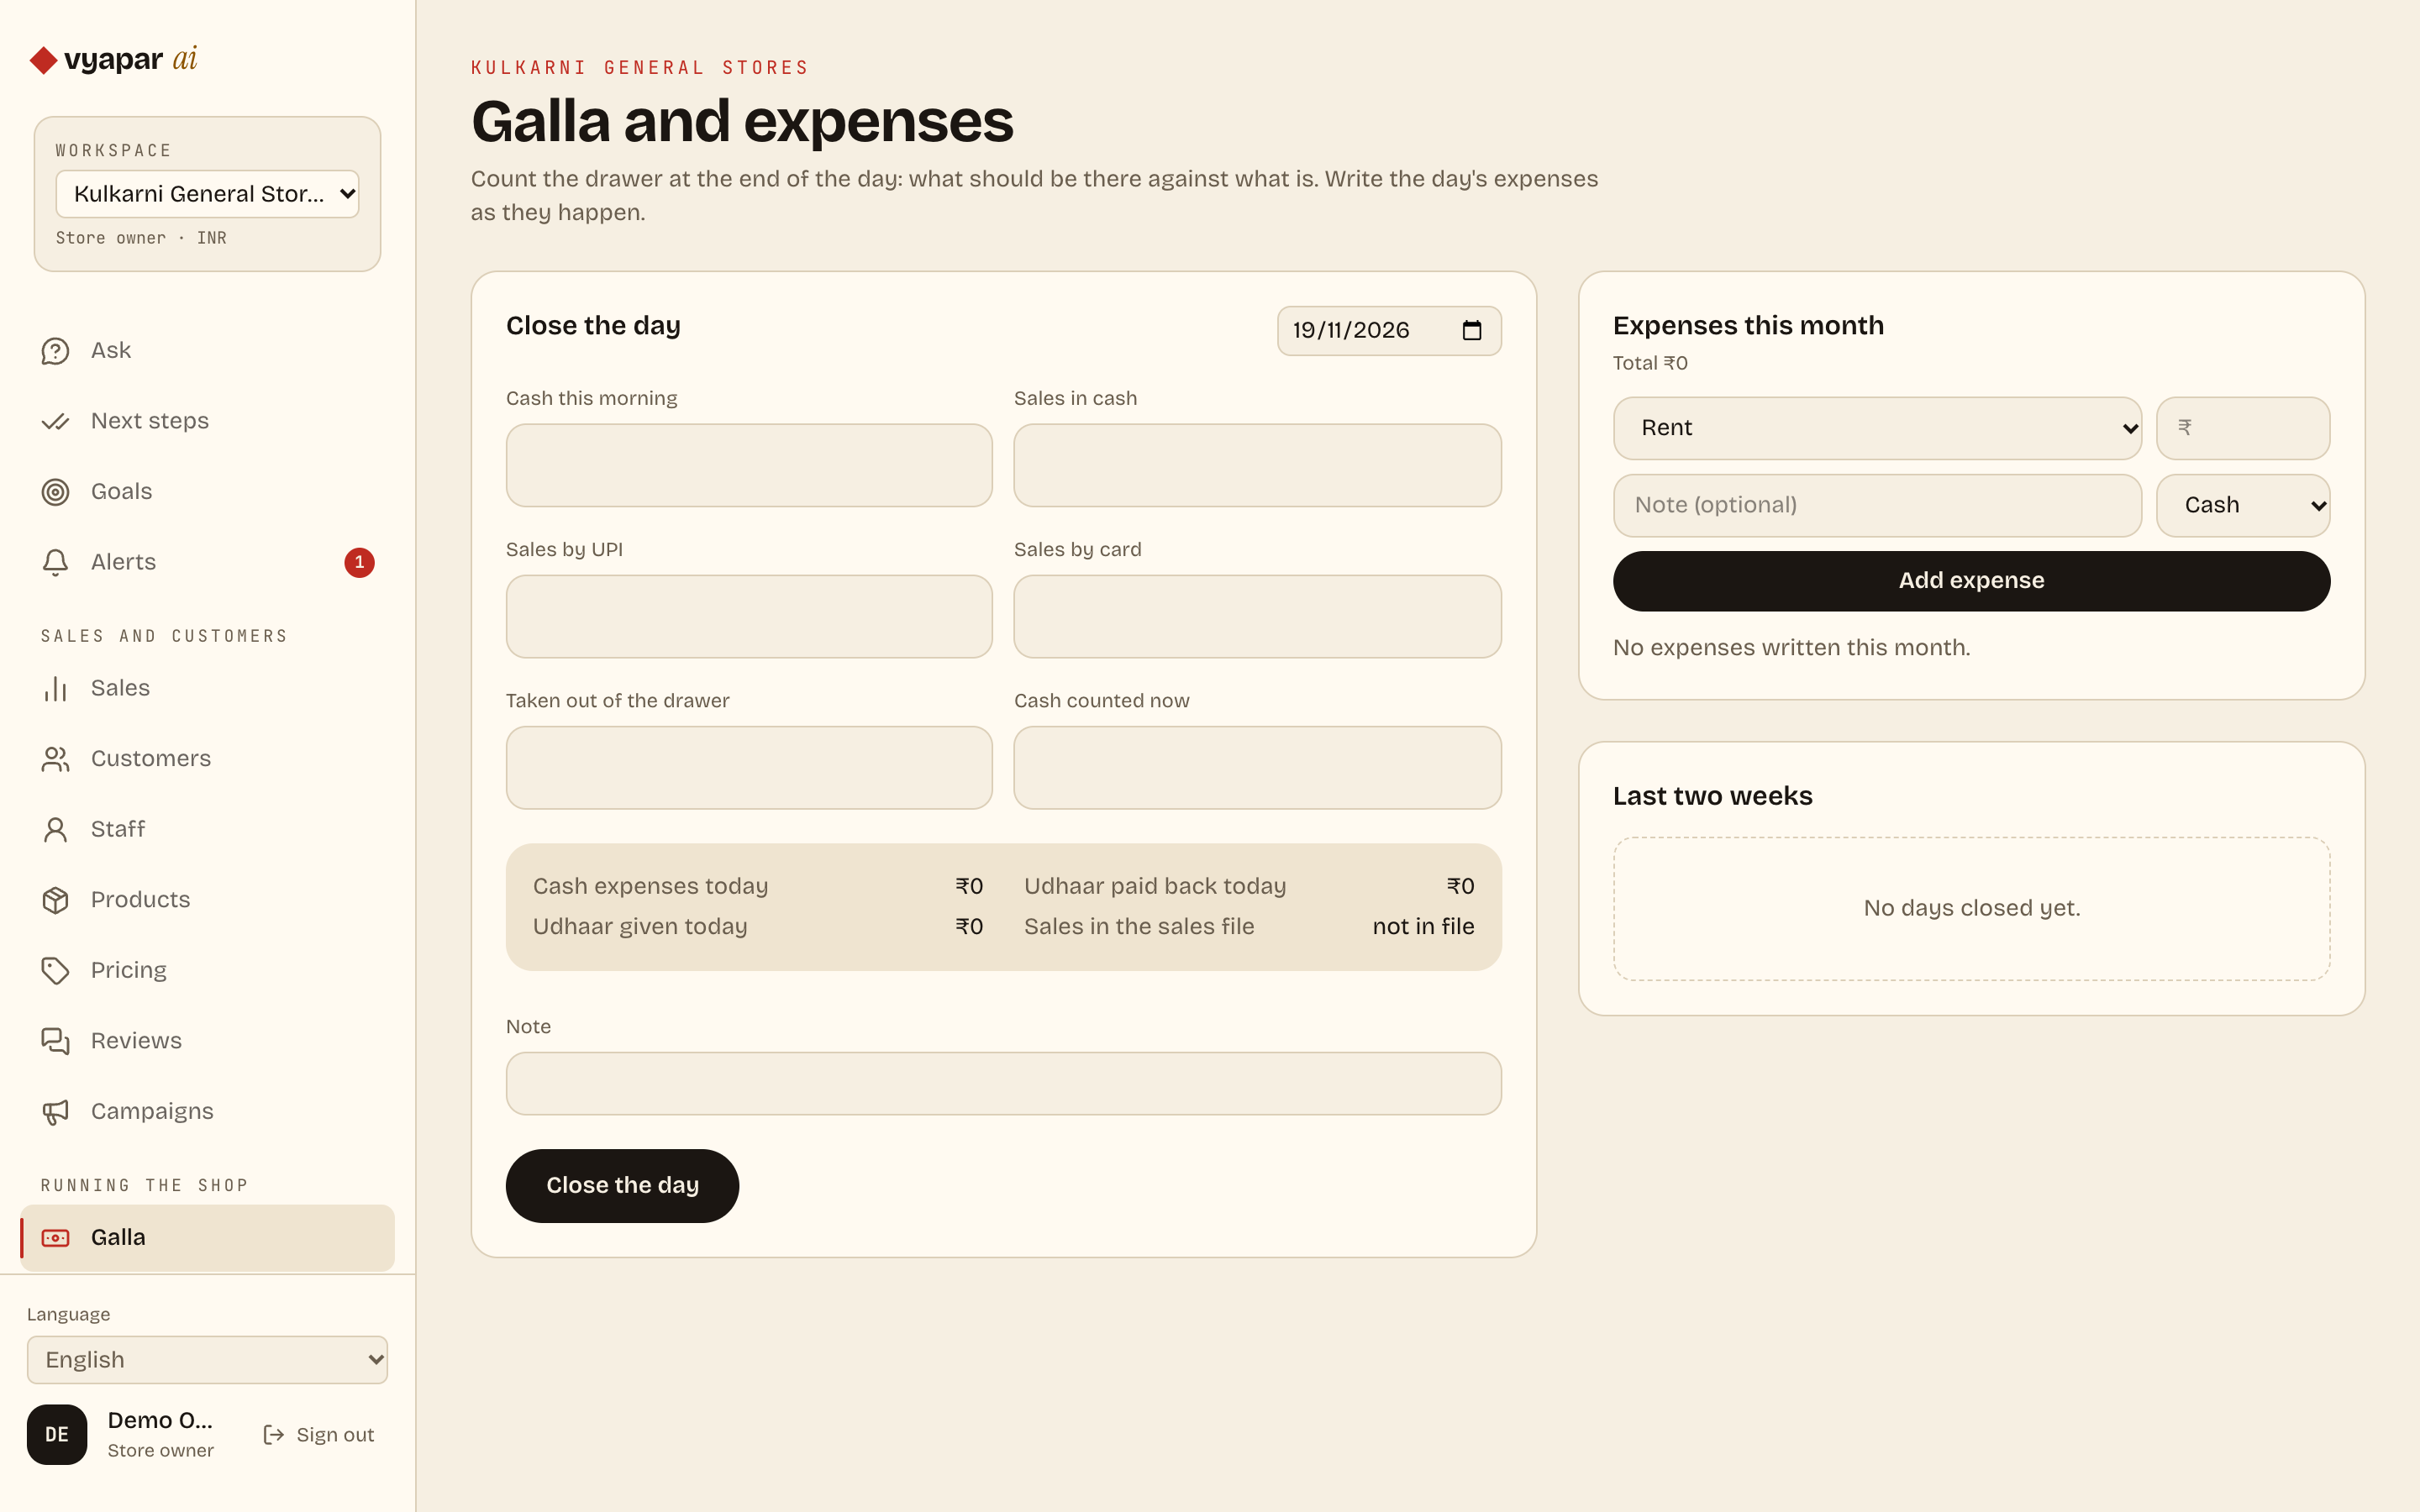 vyapar ai
WORKSPACE
Kulkarni General Stor...
Store owner · INR
Ask
Next steps
Goals
Alerts
1
SALES AND CUSTOMERS
Sales
Customers
Staff
Products
Pricing
Reviews
Campaigns
RUNNING THE SHOP
Galla
Language
English
DE
Demo O...
Store owner
Sign out
KULKARNI GENERAL STORES
Galla and expenses
Count the drawer at the end of the day: what should be there against what is. Write the day's expenses
as they happen.
Close the day
19/11/2026
Cash this morning
Sales in cash
Sales by UPI
Sales by card
Taken out of the drawer
Cash counted now
Cash expenses today ₹0
Udhaar paid back today ₹0
Udhaar given today ₹0
Sales in the sales file not in file
Note
Close the day
Expenses this month
Total ₹0
Rent
₹
Note (optional)
Cash
Add expense
No expenses written this month.
Last two weeks
No days closed yet.